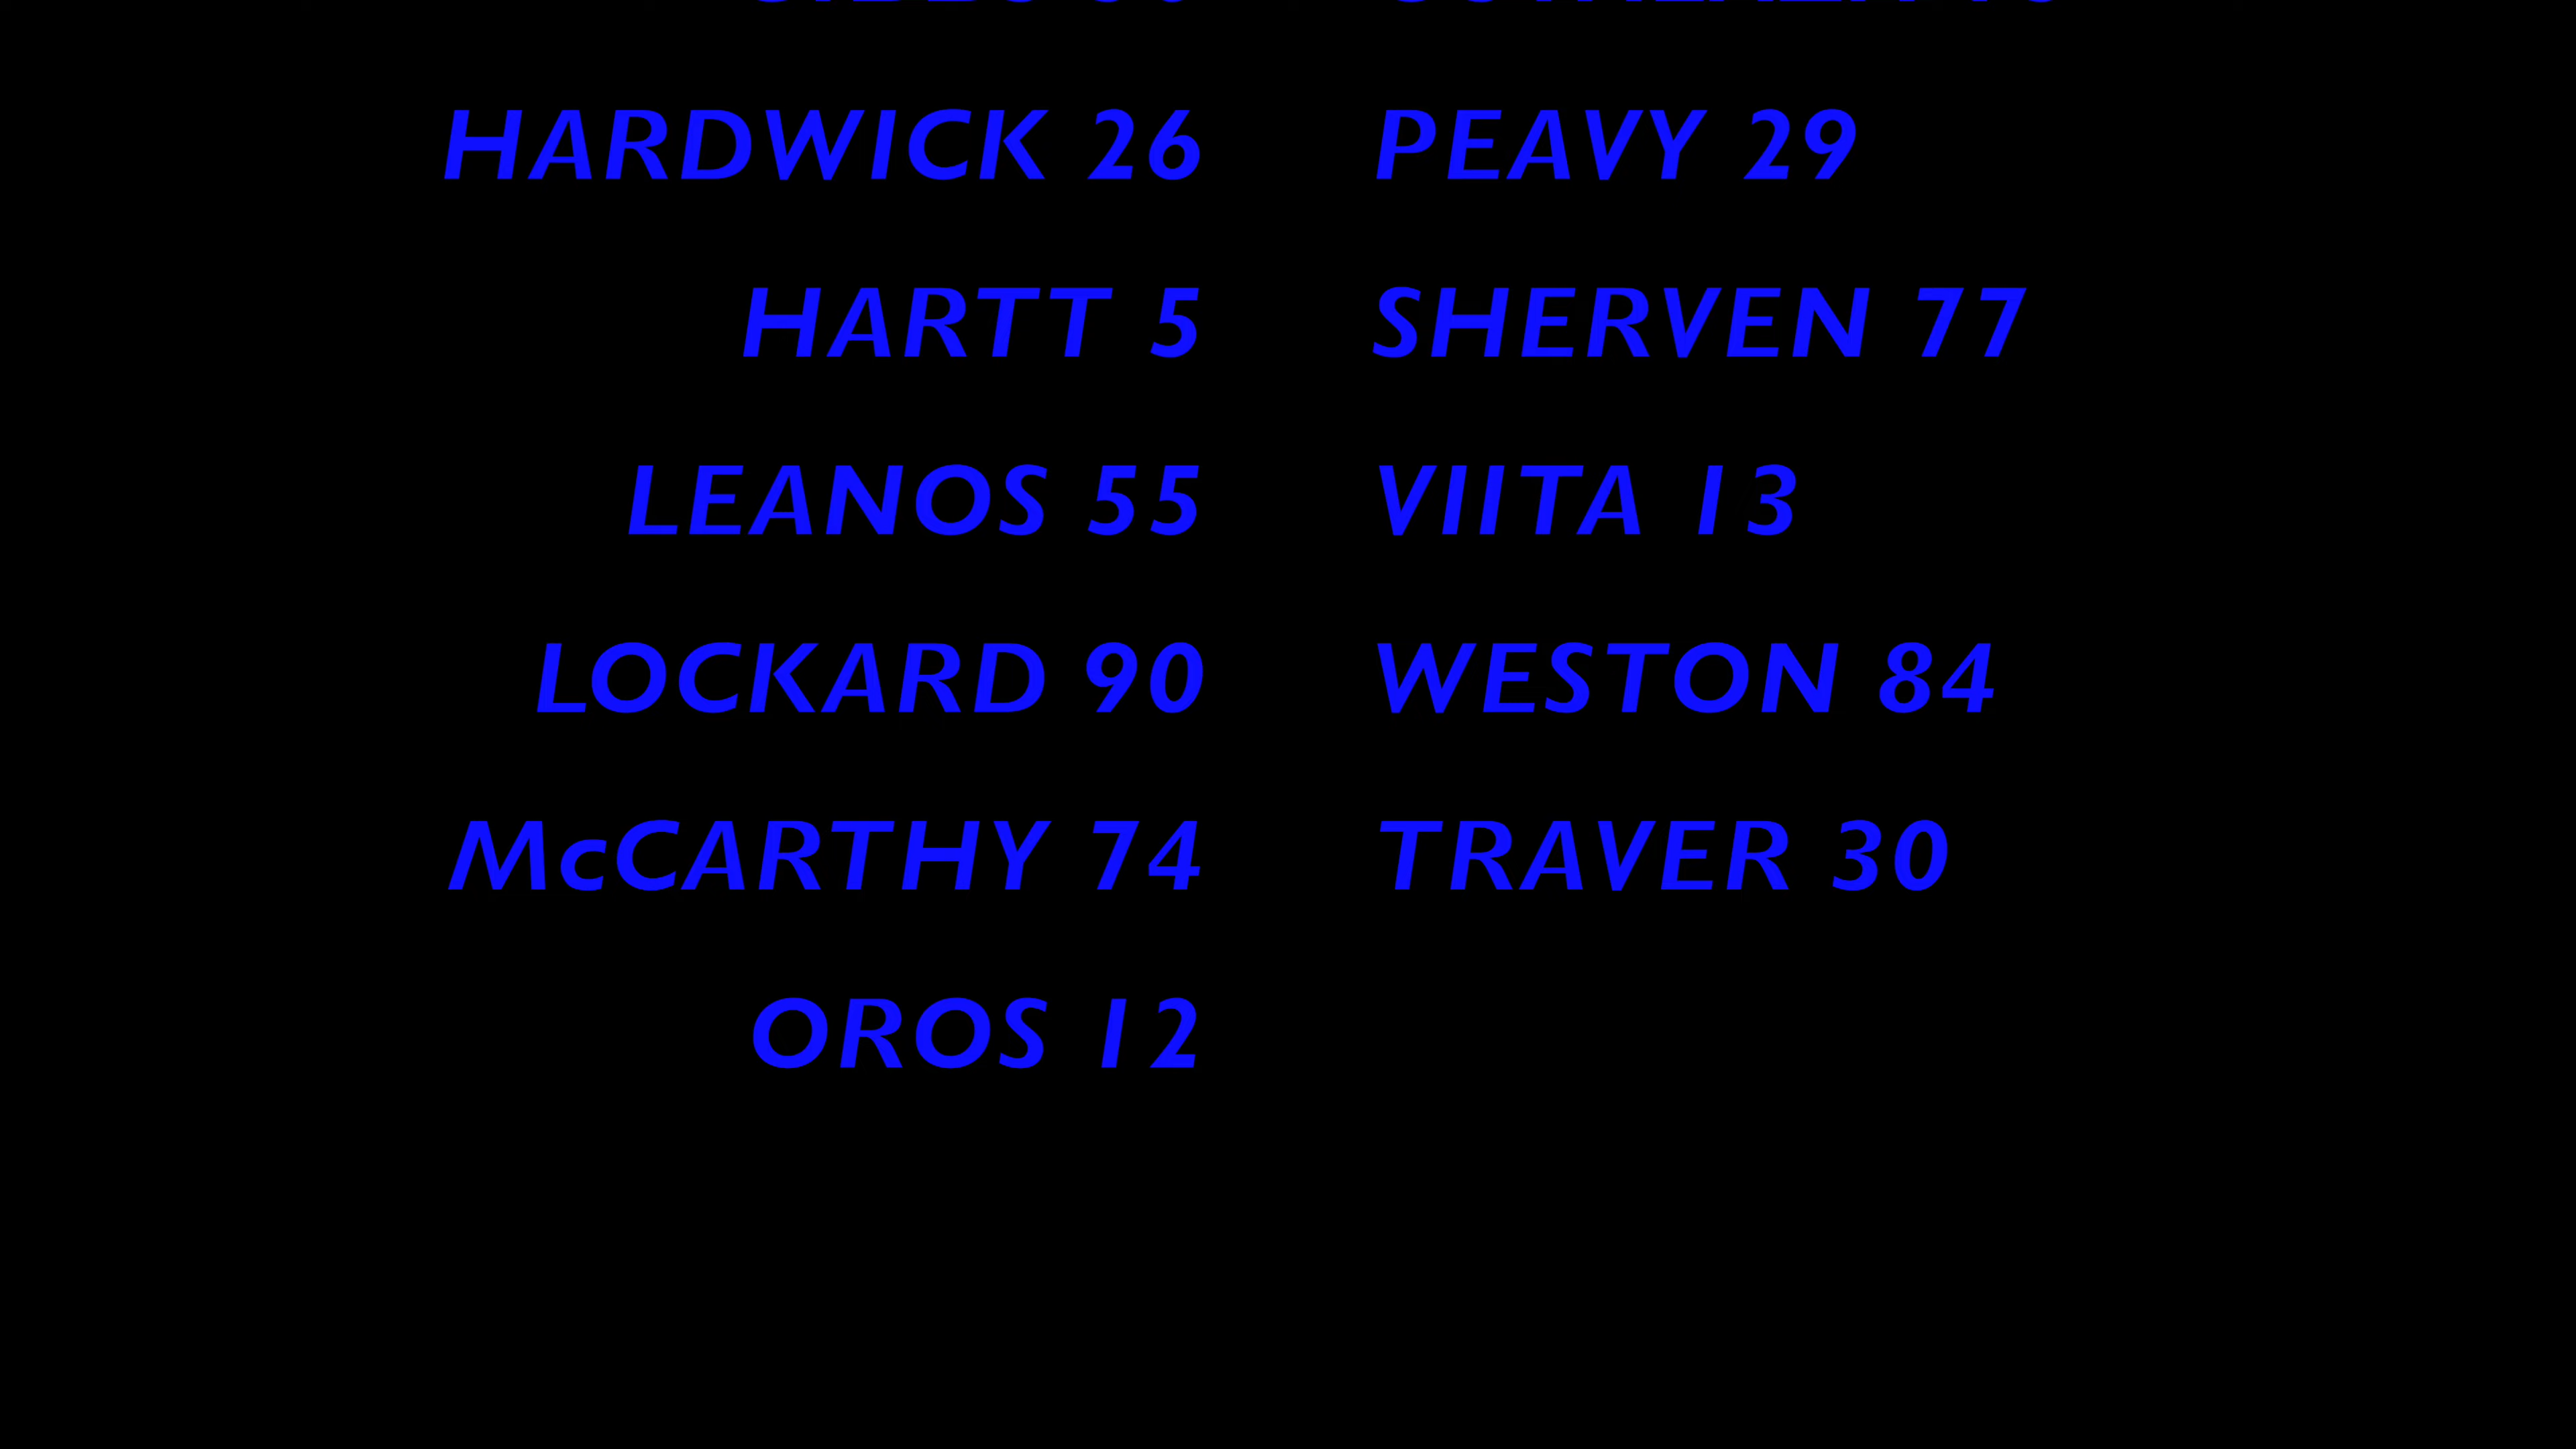 HARDWICK 26 PEAVY 29
HARTT 5 SHERVEN 77
LEANOS 55 VIITA 13
LOCKARD 90 WESTON 84
McCARTHY 74 TRAVER 30
OROS 12